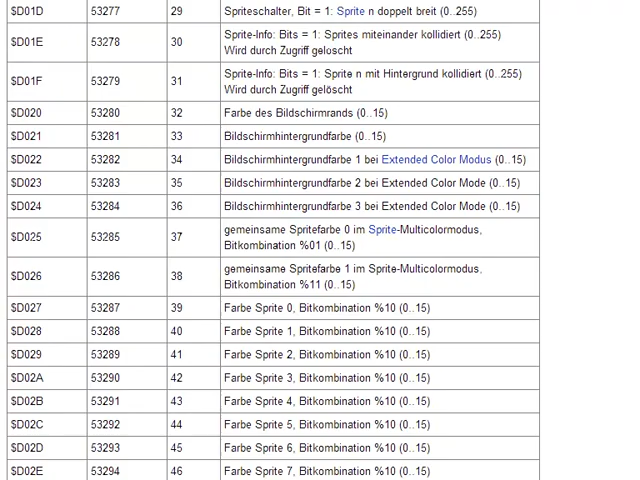 $D01D 53277 29 Spriteschalter, Bit = 1: Sprite n doppelt breit (0..255)
$D01E 53278 30 Sprite-Info: Bits = 1: Sprites miteinander kollidiert (0..255)
Wird durch Zugriff geloscht
$D01F 53279 31 Sprite-Info: Bits = 1: Sprite n mit Hintergrund kollidiert (0..255)
Wird durch Zugriff gelöscht
$D020 53280 32 Farbe des Bildschirmrands (0..15)
$D021 53281 33 Bildschirmhintergrundfarbe (0..15)
$D022 53282 34 Bildschirmhintergrundfarbe 1 bei Extended Color Modus (0..15)
$D023 53283 35 Bildschirmhintergrundfarbe 2 bei Extended Color Mode (0..15)
$D024 53284 36 Bildschirmhintergrundfarbe 3 bei Extended Color Mode (0..15)
$D025 53285 37 gemeinsame Spritefarbe 0 im Sprite-Multicolormodus,
Bitkombination %01 (0..15)
$D026 53286 38 gemeinsame Spritefarbe 1 im Sprite-Multicolormodus,
Bitkombination %11 (0..15)
$D027 53287 39 Farbe Sprite 0, Bitkombination %10 (0..15)
$D028 53288 40 Farbe Sprite 1, Bitkombination %10 (0..15)
$D029 53289 41 Farbe Sprite 2, Bitkombination %10 (0..15)
$D02A 53290 42 Farbe Sprite 3, Bitkombination %10 (0..15)
$D02B 53291 43 Farbe Sprite 4, Bitkombination %10 (0..15)
$D02C 53292 44 Farbe Sprite 5, Bitkombination %10 (0..15)
$D02D 53293 45 Farbe Sprite 6, Bitkombination %10 (0..15)
$D02E 53294 46 Farbe Sprite 7, Bitkombination %10 (0..15)